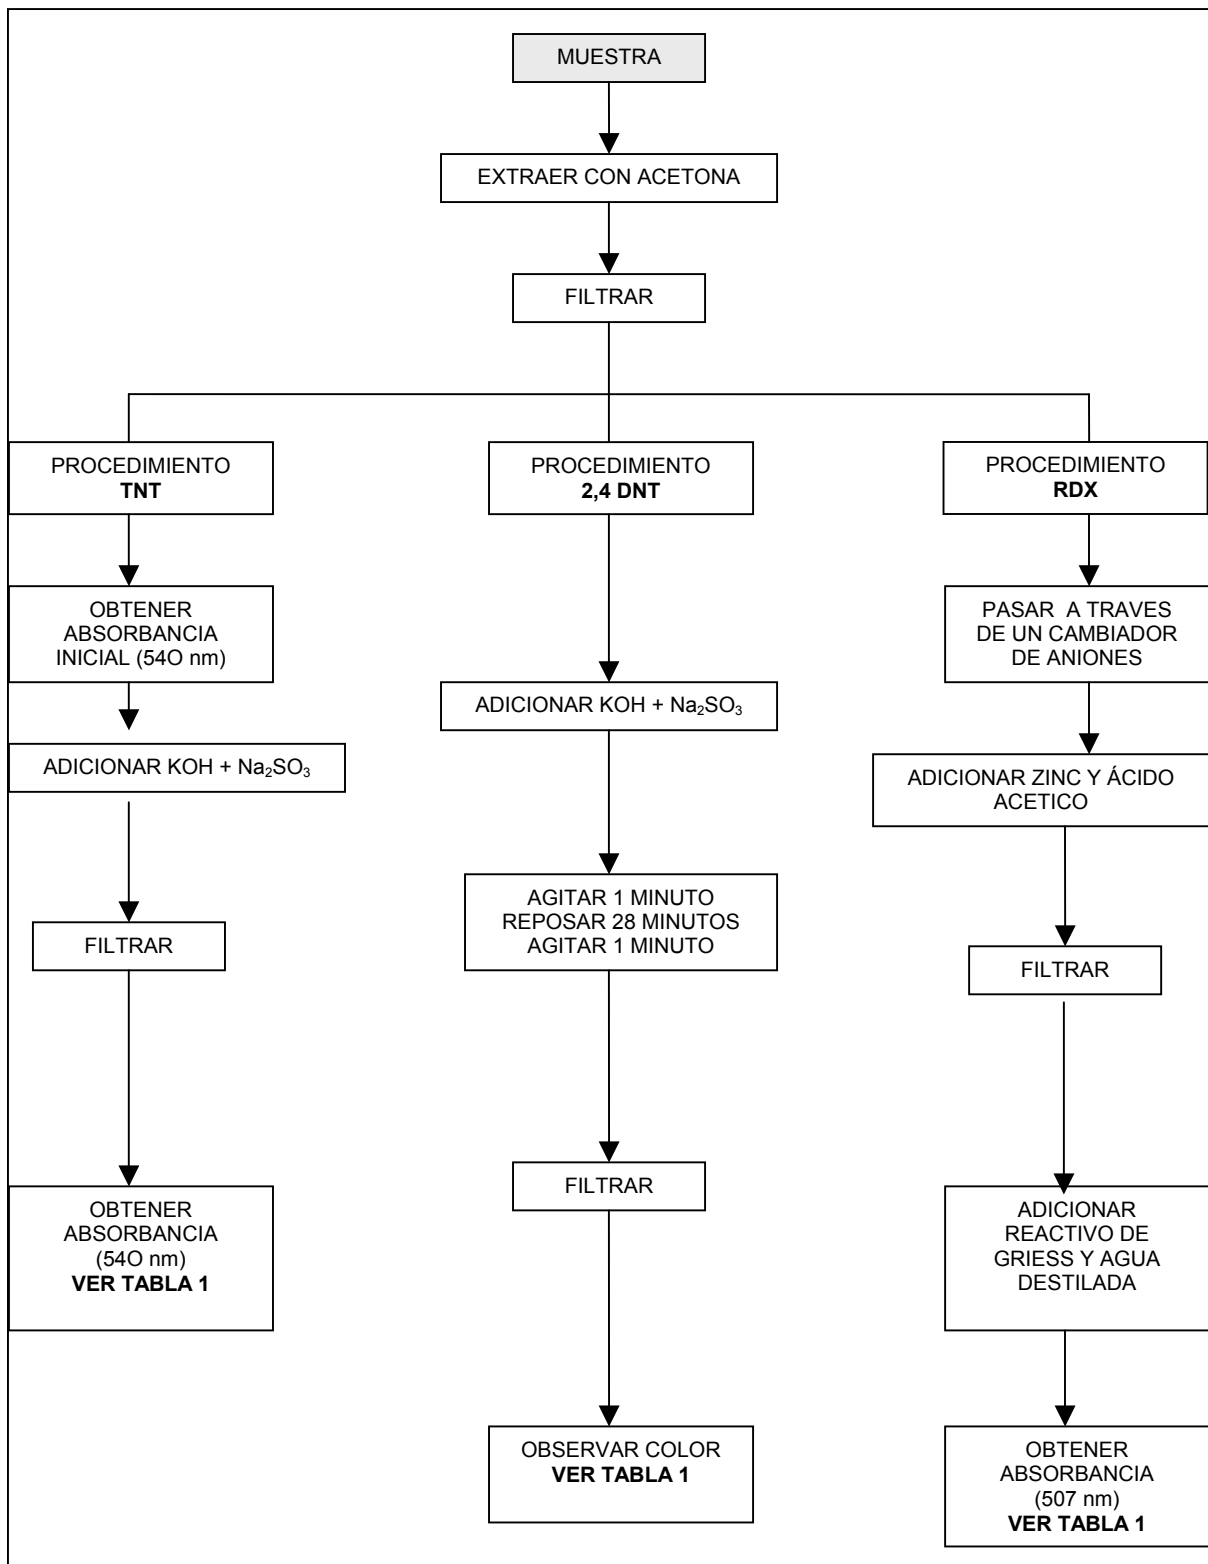 MUESTRA
EXTRAER CON ACETONA
FILTRAR
PROCEDIMIENTO
TNT
OBTENER
ABSORBANCIA
INICIAL (54O nm)
ADICIONAR KOH + Na₂SO₃
FILTRAR
OBTENER
ABSORBANCIA
(54O nm)
VER TABLA 1
PROCEDIMIENTO
2,4 DNT
ADICIONAR KOH + Na₂SO₃
AGITAR 1 MINUTO
REPOSAR 28 MINUTOS
AGITAR 1 MINUTO
FILTRAR
OBSERVAR COLOR
VER TABLA 1
PROCEDIMIENTO
RDX
PASAR A TRAVES
DE UN CAMBIADOR
DE ANIONES
ADICIONAR ZINC Y ÁCIDO
ACETICO
FILTRAR
ADICIONAR
REACTIVO DE
GRIESS Y AGUA
DESTILADA
OBTENER
ABSORBANCIA
(507 nm)
VER TABLA 1